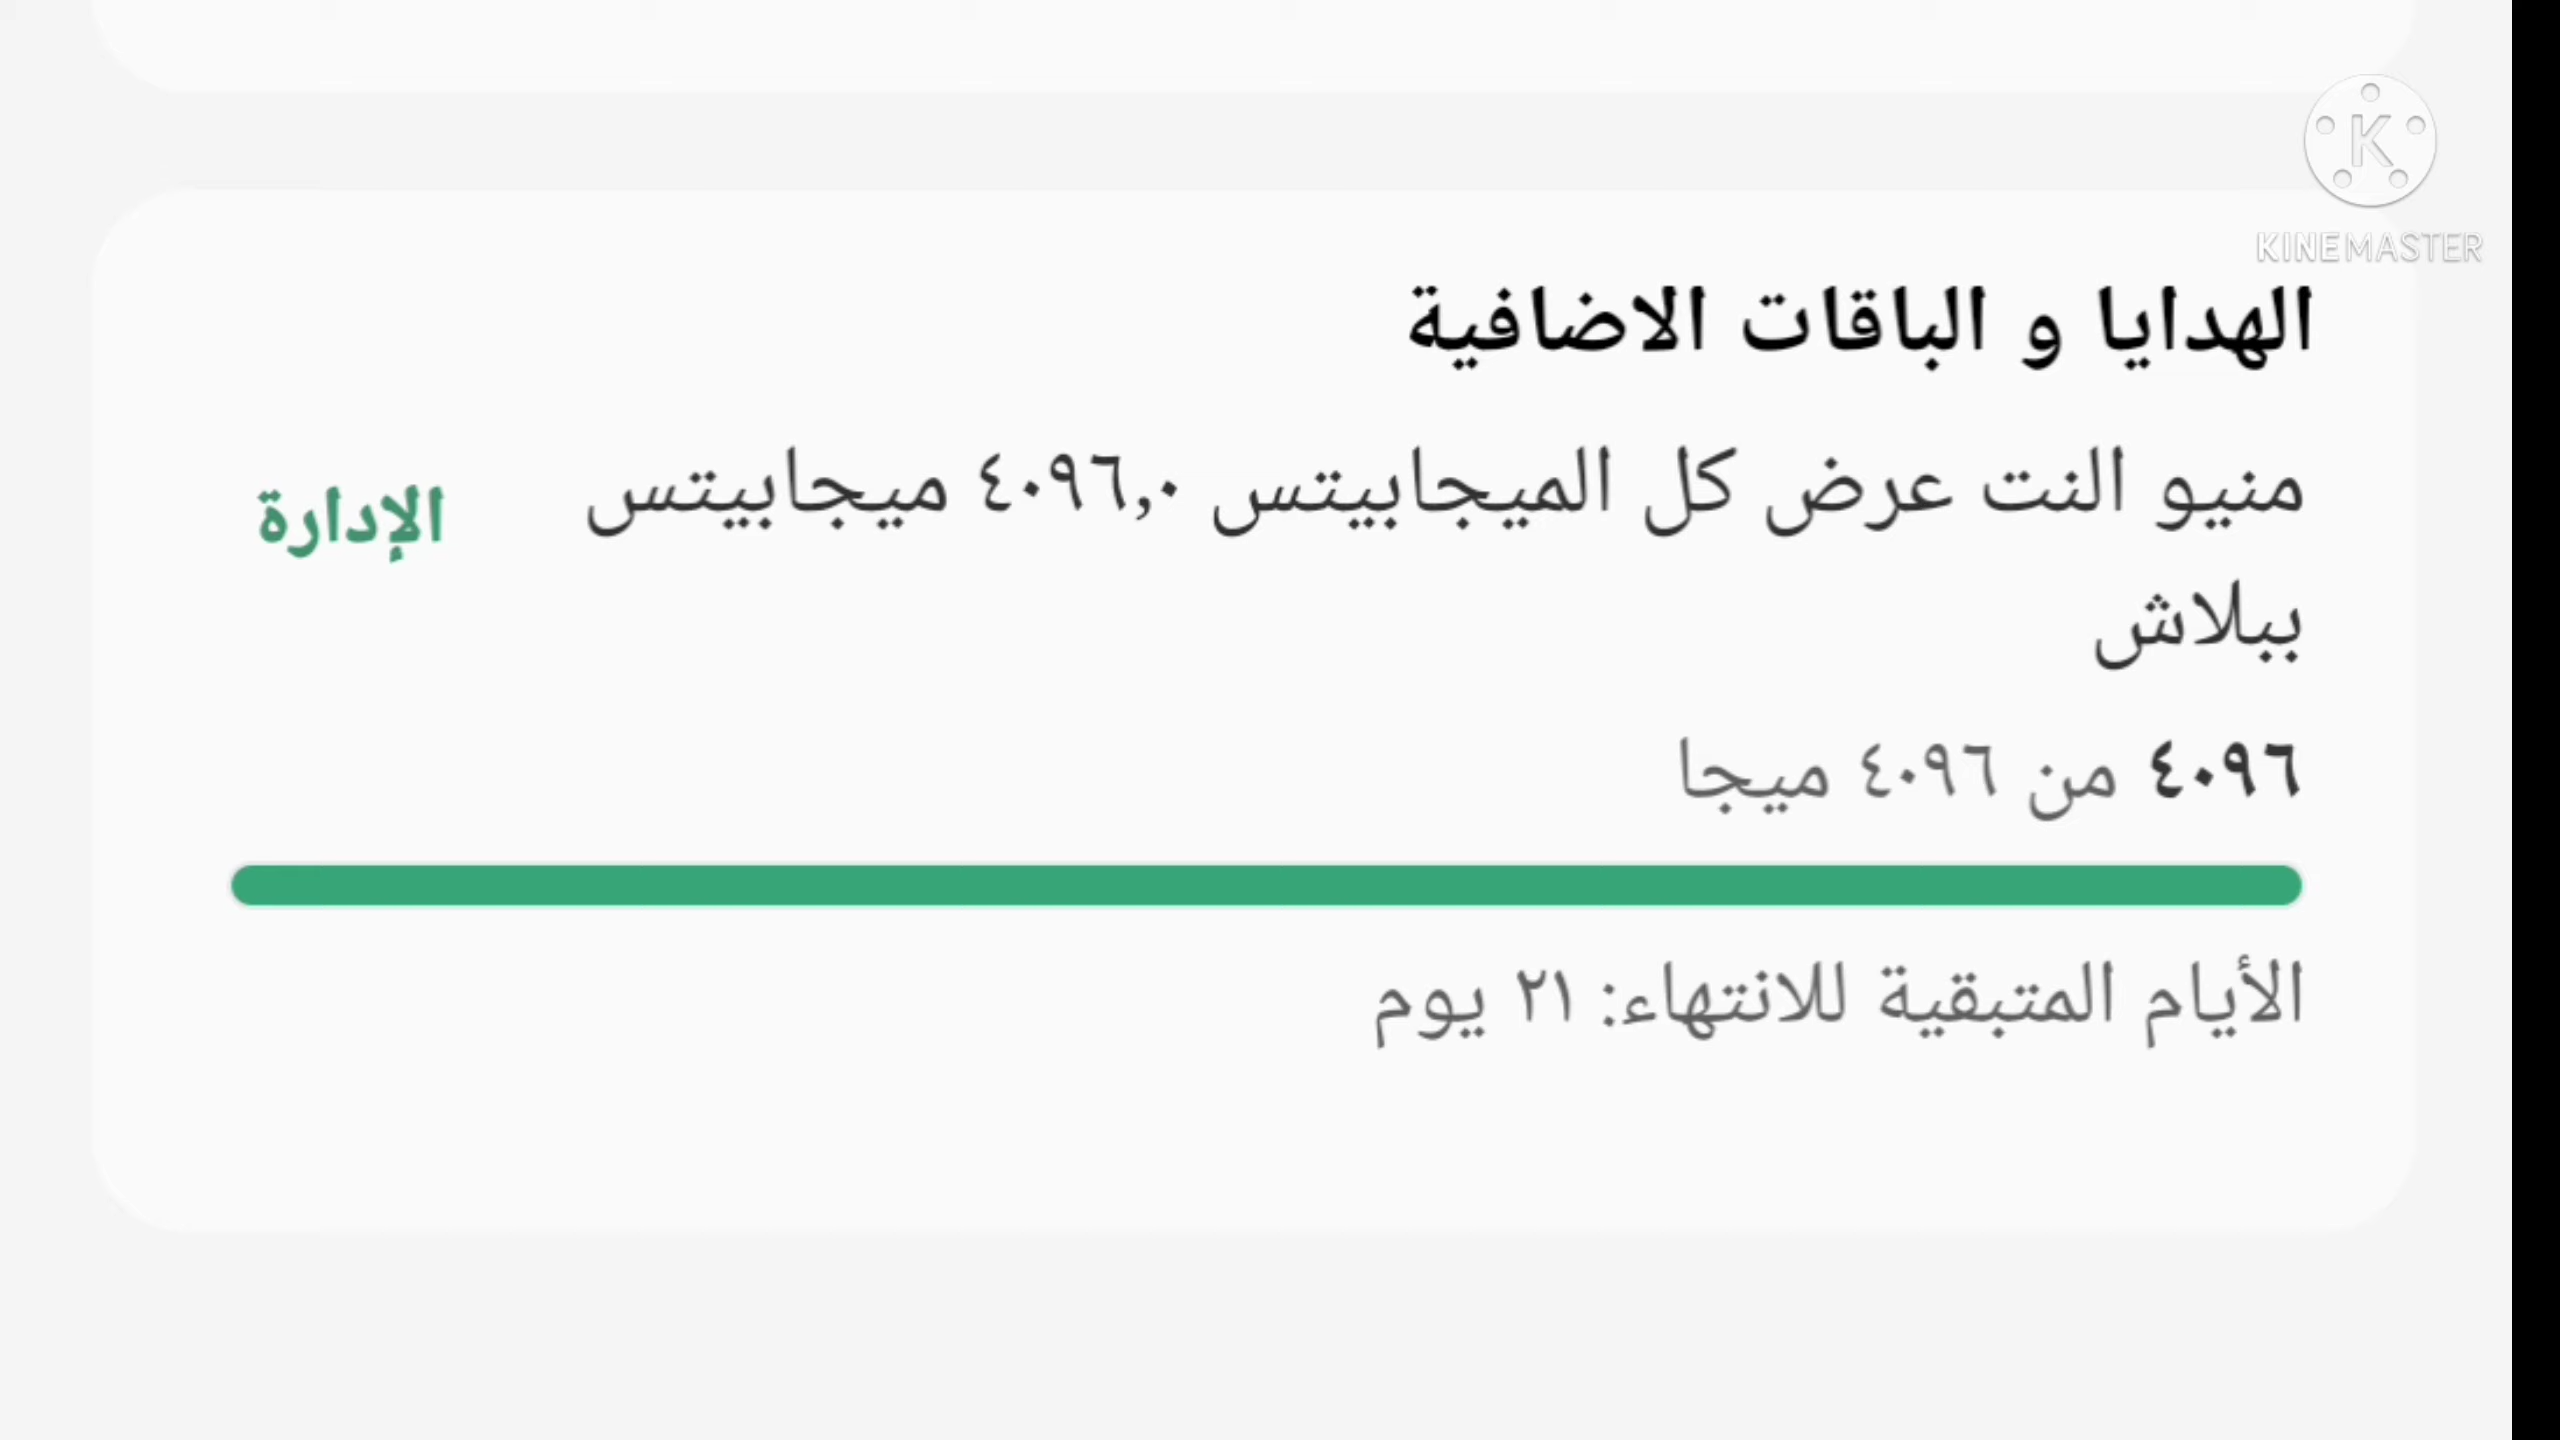 K
KINEMASTER
الهدايا و الباقات الاضافية
منيو النت عرض كل الميجابيتس ٤٠٩٦,٠ ميجابيتس
الإدارة
ببلاش
٤٠٩٦ من ٤٠٩٦ ميجا
الأيام المتبقية للانتهاء: ٢١ يوم